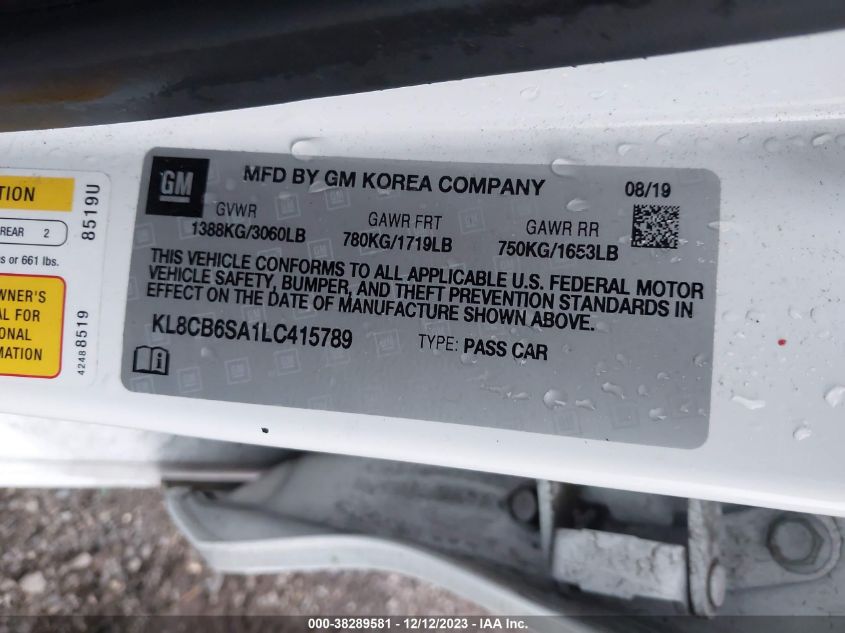 GM
MFD BY GM KOREA COMPANY
08/19
GVWR
1388KG/3060LB
GAWR FRT
780KG/1719LB
GAWR RR
750KG/1653LB
THIS VEHICLE CONFORMS TO ALL APPLICABLE U.S. FEDERAL MOTOR
VEHICLE SAFETY, BUMPER, AND THEFT PREVENTION STANDARDS IN
EFFECT ON THE DATE OF MANUFACTURE SHOWN ABOVE.
KL8CB6SA1LC415789
TYPE: PASS CAR
TION
REAR 2
s or 661 lbs.
WNER'S
AL FOR
IONAL
MATION
8519U
42488519
000-38289581 - 12/12/2023 - IAA Inc.